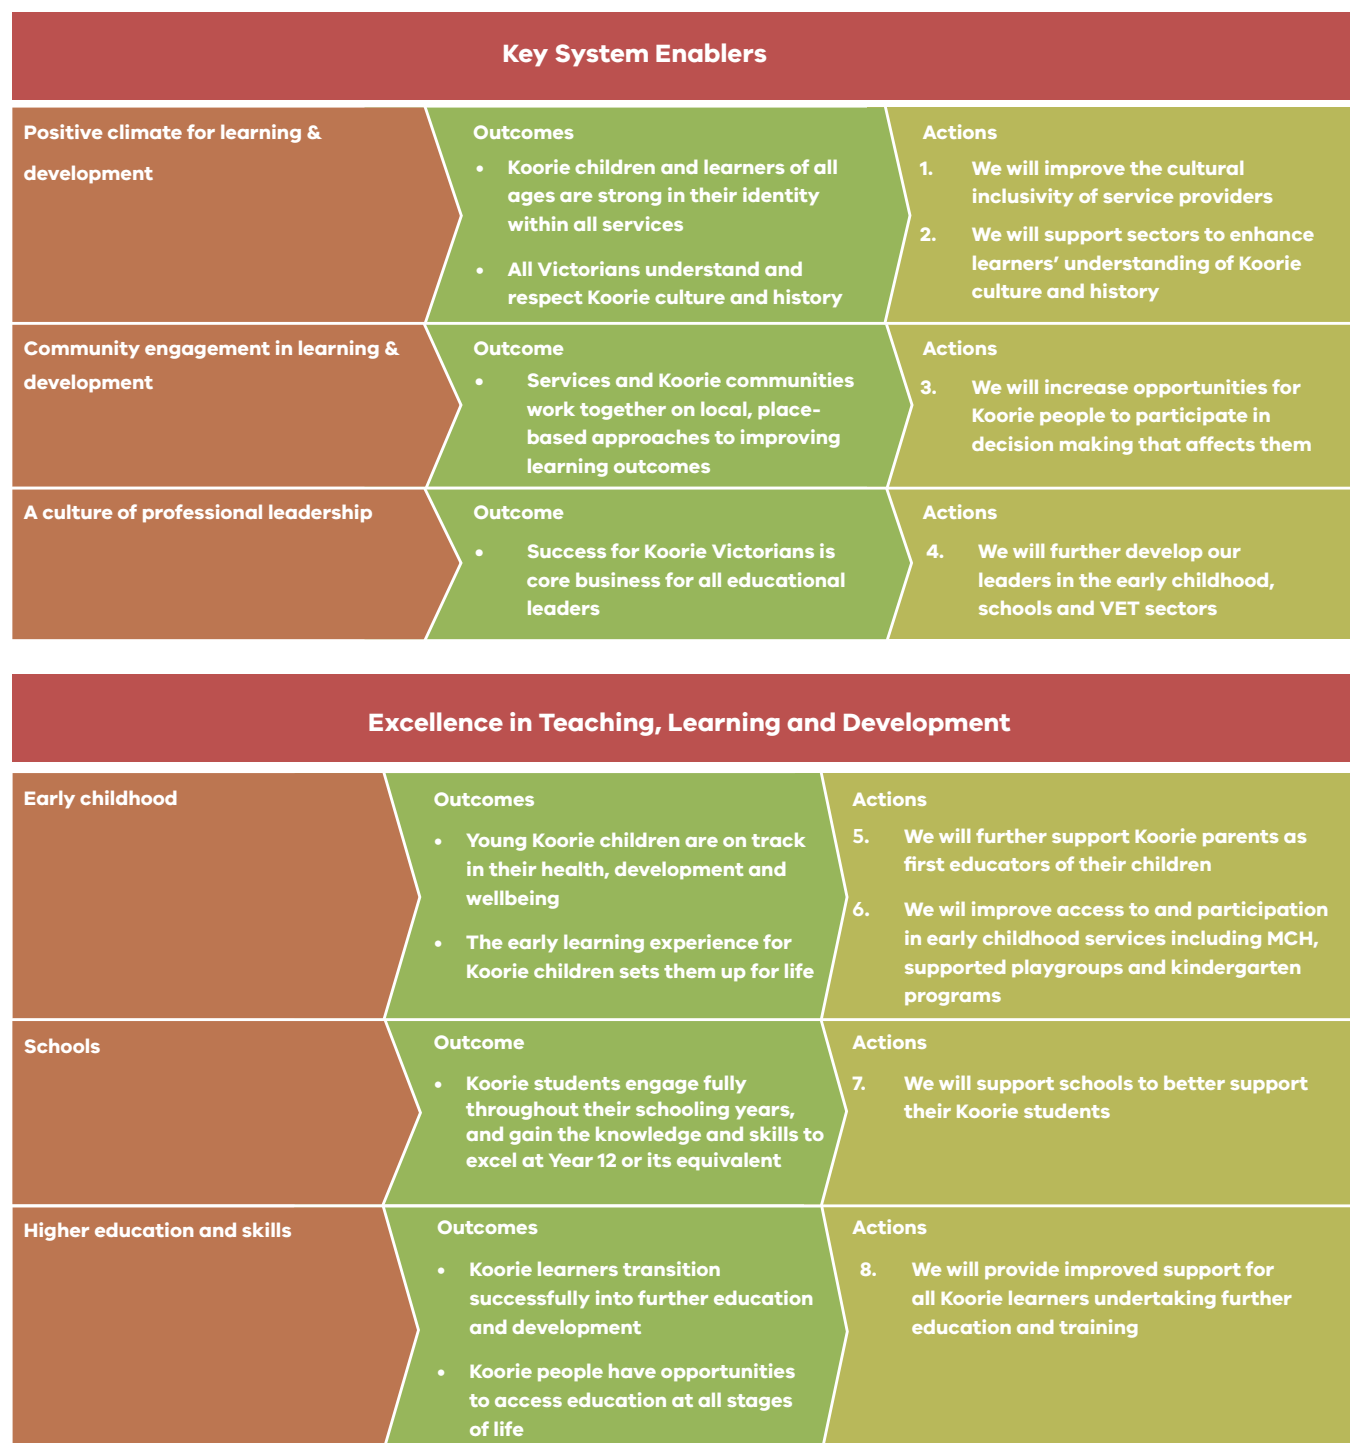 Key System Enablers
Positive climate for learning &
development
Outcomes
• Koorie children and learners of all
ages are strong in their identity
within all services
• All Victorians understand and
respect Koorie culture and history
Actions
1. We will improve the cultural
inclusivity of service providers
2. We will support sectors to enhance
learners’ understanding of Koorie
culture and history
Community engagement in learning &
development
Outcome
• Services and Koorie communities
work together on local, place-
based approaches to improving
learning outcomes
Actions
3. We will increase opportunities for
Koorie people to participate in
decision making that affects them
A culture of professional leadership
Outcome
• Success for Koorie Victorians is
core business for all educational
leaders
Actions
4. We will further develop our
leaders in the early childhood,
schools and VET sectors
Excellence in Teaching, Learning and Development
Early childhood
Outcomes
• Young Koorie children are on track
in their health, development and
wellbeing
• The early learning experience for
Koorie children sets them up for life
Actions
5. We will further support Koorie parents as
first educators of their children
6. We wil improve access to and participation
in early childhood services including MCH,
supported playgroups and kindergarten
programs
Schools
Outcome
• Koorie students engage fully
throughout their schooling years,
and gain the knowledge and skills to
excel at Year 12 or its equivalent
Actions
7. We will support schools to better support
their Koorie students
Higher education and skills
Outcomes
• Koorie learners transition
successfully into further education
and development
• Koorie people have opportunities
to access education at all stages
of life
Actions
8. We will provide improved support for
all Koorie learners undertaking further
education and training